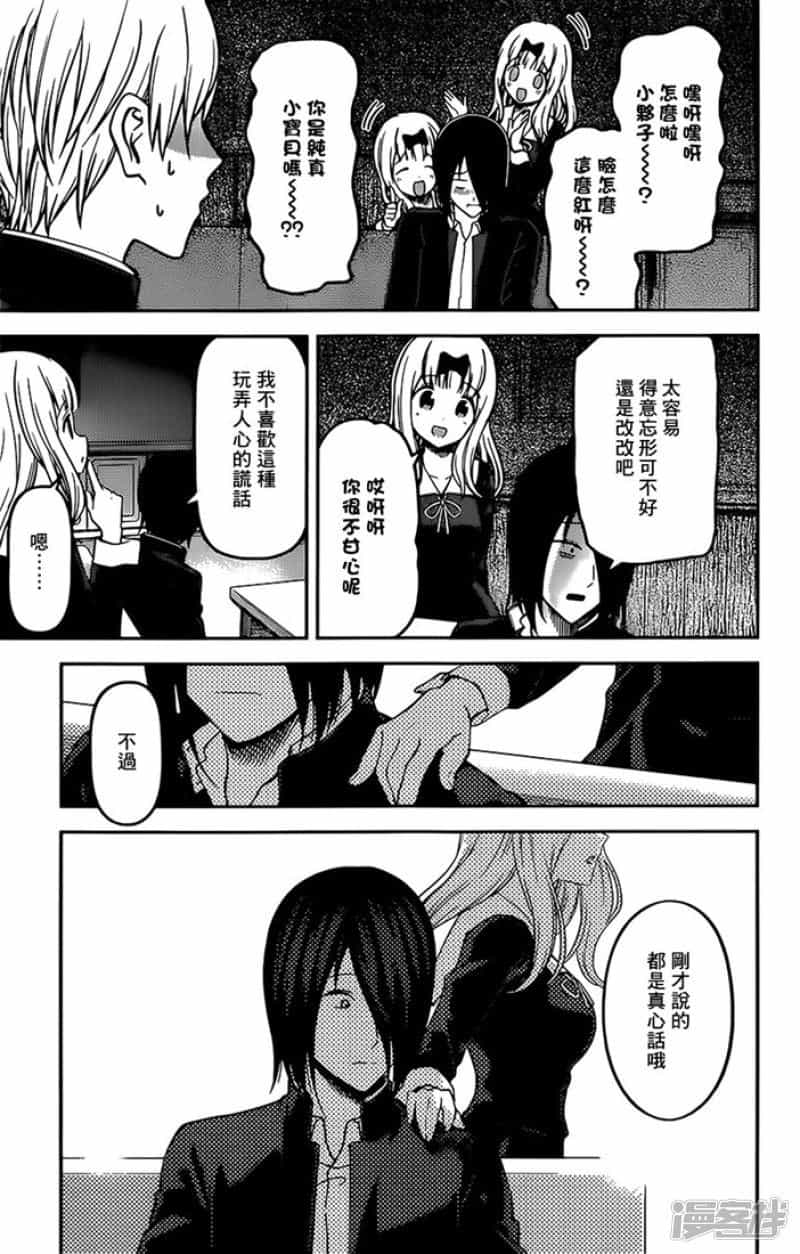 嘿呀嘿呀
怎麼啦
小夥子～～～？
臉怎麼
這麼紅呀～～～？
你是純真
小寶貝嗎～～??
太容易
得意忘形可不好
還是改改吧
哎呀呀
你很不甘心呢
我不喜歡這種
玩弄人心的謊話
嗯……
不過
剛才說的
都是真心話哦
漫客栈